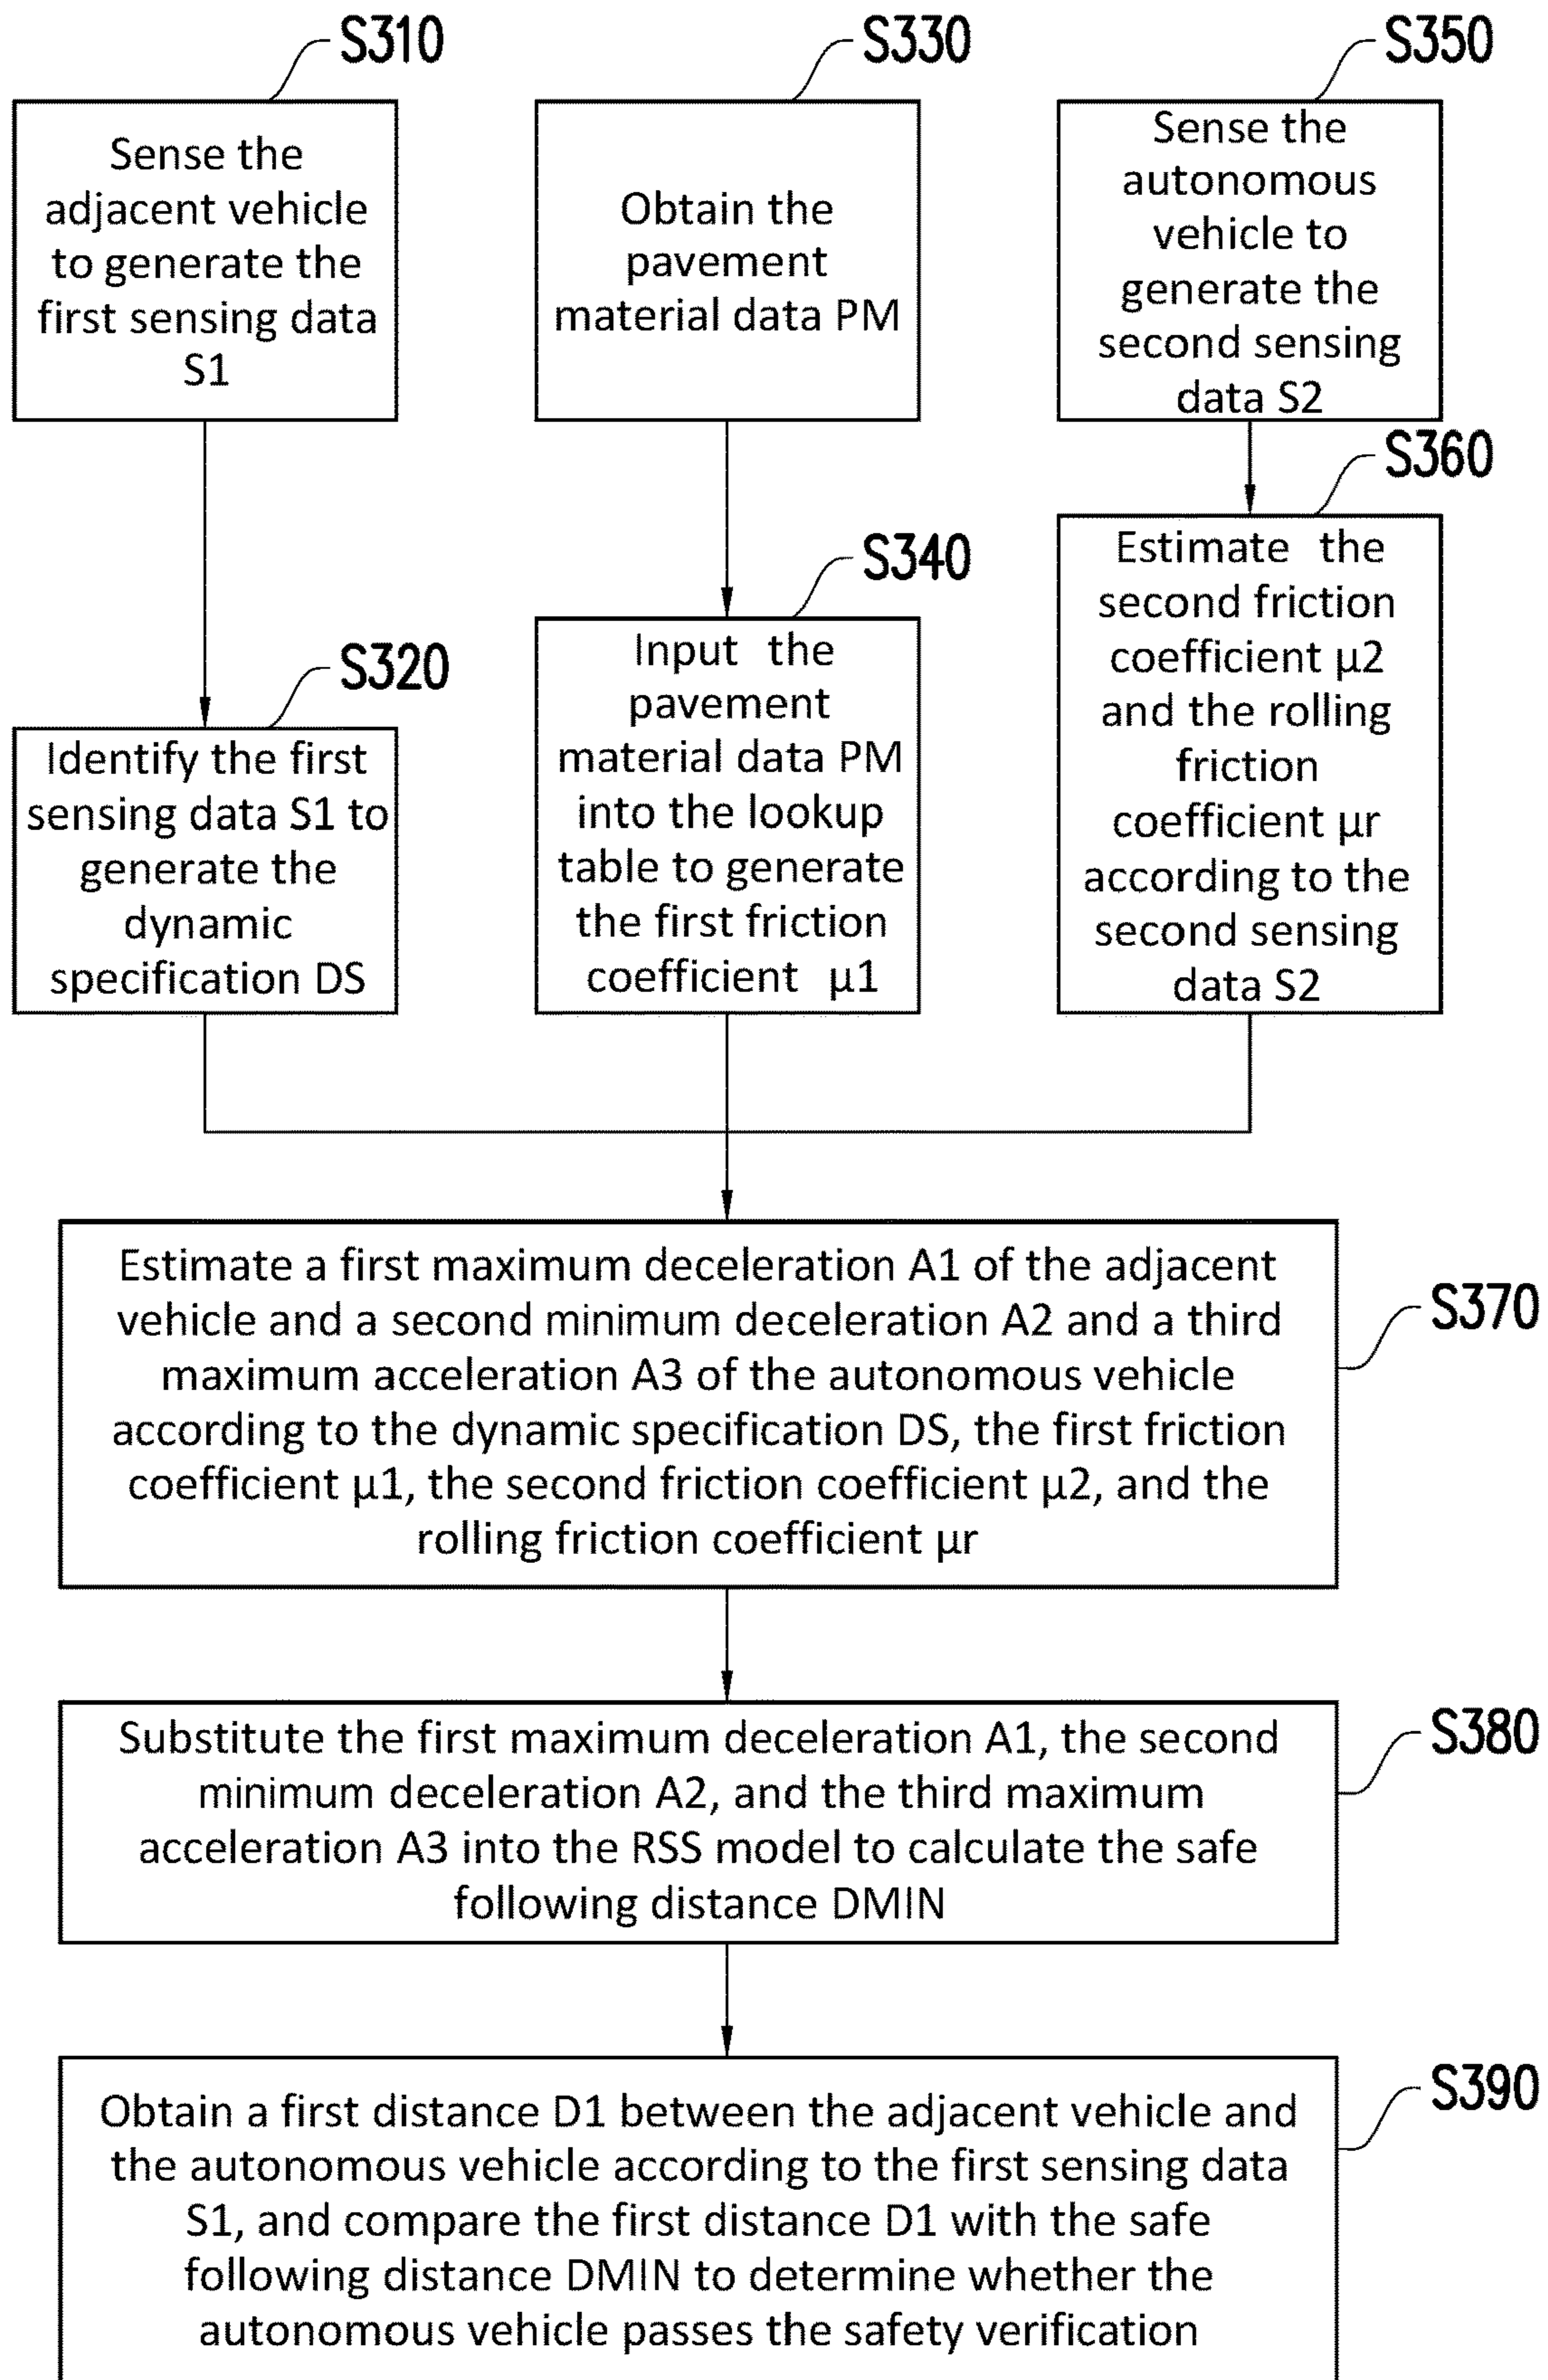 S310
Sense the
adjacent vehicle
to generate the
first sensing data
S1
S330
Obtain the
pavement
material data PM
S350
Sense the
autonomous
vehicle to
generate the
second sensing
data S2
S320
Identify the first
sensing data S1 to
generate the
dynamic
specification DS
S340
Input the
pavement
material data PM
into the lookup
table to generate
the first friction
coefficient μ1
S360
Estimate the
second friction
coefficient μ2
and the rolling
friction
coefficient μr
according to the
second sensing
data S2
Estimate a first maximum deceleration A1 of the adjacent
vehicle and a second minimum deceleration A2 and a third
maximum acceleration A3 of the autonomous vehicle
according to the dynamic specification DS, the first friction
coefficient μ1, the second friction coefficient μ2, and the
rolling friction coefficient μr
S370
Substitute the first maximum deceleration A1, the second
minimum deceleration A2, and the third maximum
acceleration A3 into the RSS model to calculate the safe
following distance DMIN
S380
Obtain a first distance D1 between the adjacent vehicle and
the autonomous vehicle according to the first sensing data
S1, and compare the first distance D1 with the safe
following distance DMIN to determine whether the
autonomous vehicle passes the safety verification
S390